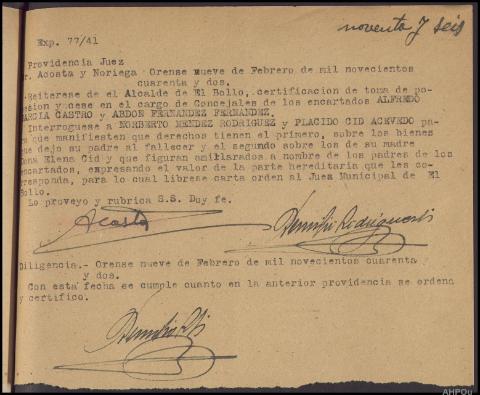 noventa y seis
Exp. 77/41
Providencia Juez
r. Acosta y Noriega - Orense nueve de Febrero de mil novecientos
cuarenta y dos.
-Reiterese de el Alcalde de El Bollo, certificacion de toma de po-
sesion y cese en el cargo de Concejales de los encartados ALFREDO
GARCIA CASTRO y ABDON FERNANDEZ FERNANDEZ.
Interroguese a NORBERTO MENDEZ RODRIGUEZ y PLACIDO CID ACEVEDO pa-
ra que manifiesten que derechos tienen el primero, sobre los bienes
que dejo su padre al fallecer y el segundo sobre los de su madre
Dona Elena Cid y que figuran amillarados a nombre de los padres de los
encartados, expresando el valor de la parte hereditaria que les co-
rresponda, para lo cual librese carta orden al Juez Municipal de El
Bollo.
Lo proveyo y rubrica S.S. Doy fe.
Acosta
Diligencia.- Orense nueve de Febrero de mil novecientos cuarenta
y dos.
Con esta fecha se cumple cuanto en la anterior providencia se ordena
y certifico.
AHPOu